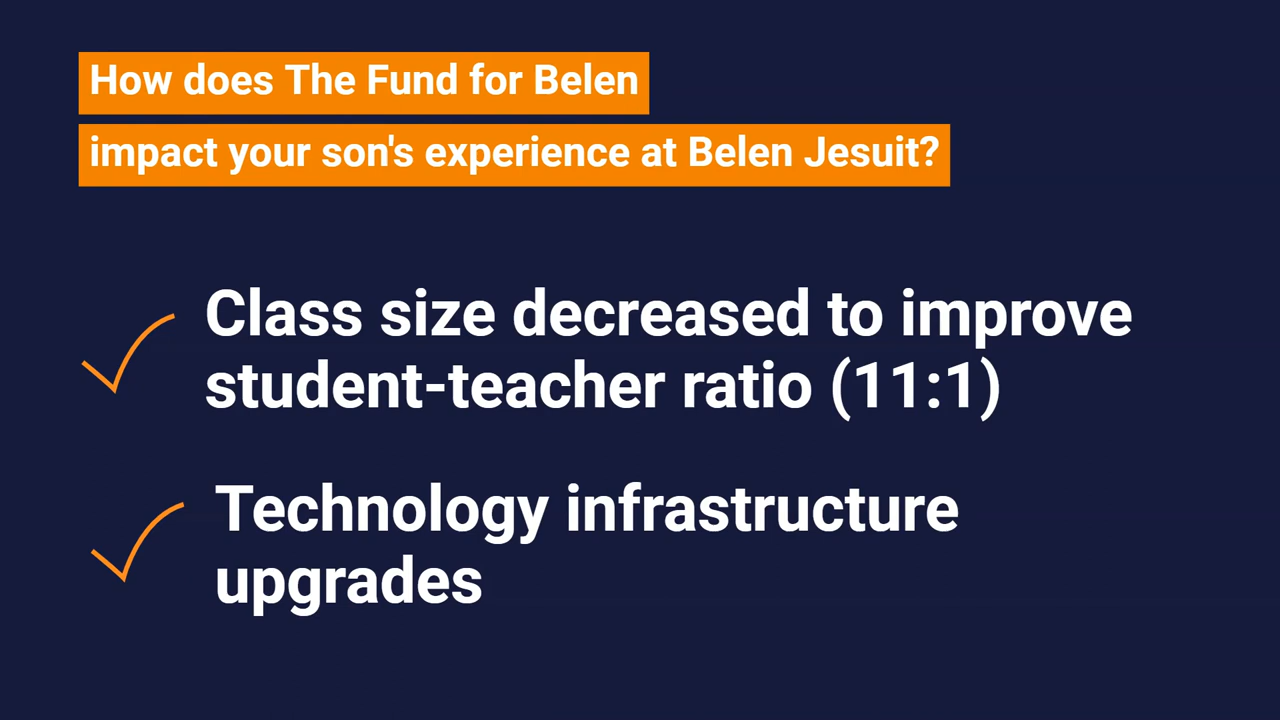 How does The Fund for Belen
impact your son's experience at Belen Jesuit?
Class size decreased to improve
student-teacher ratio (11:1)
Technology infrastructure
upgrades